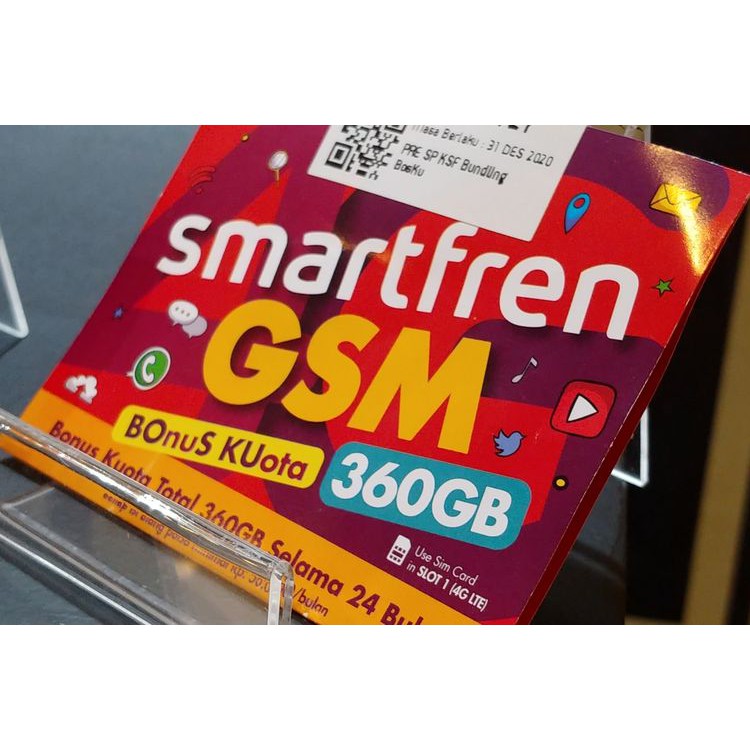 Masa Berlaku : 31 DES 2020
PRE SP KSF Bundling
BosKu
smartfren
GSM
BOnuS KUota
360GB
Bonus Kuota Total 360GB Selama 24 Bul
/bulan
Use Sim Card
in SLOT 1 (4G LTE)